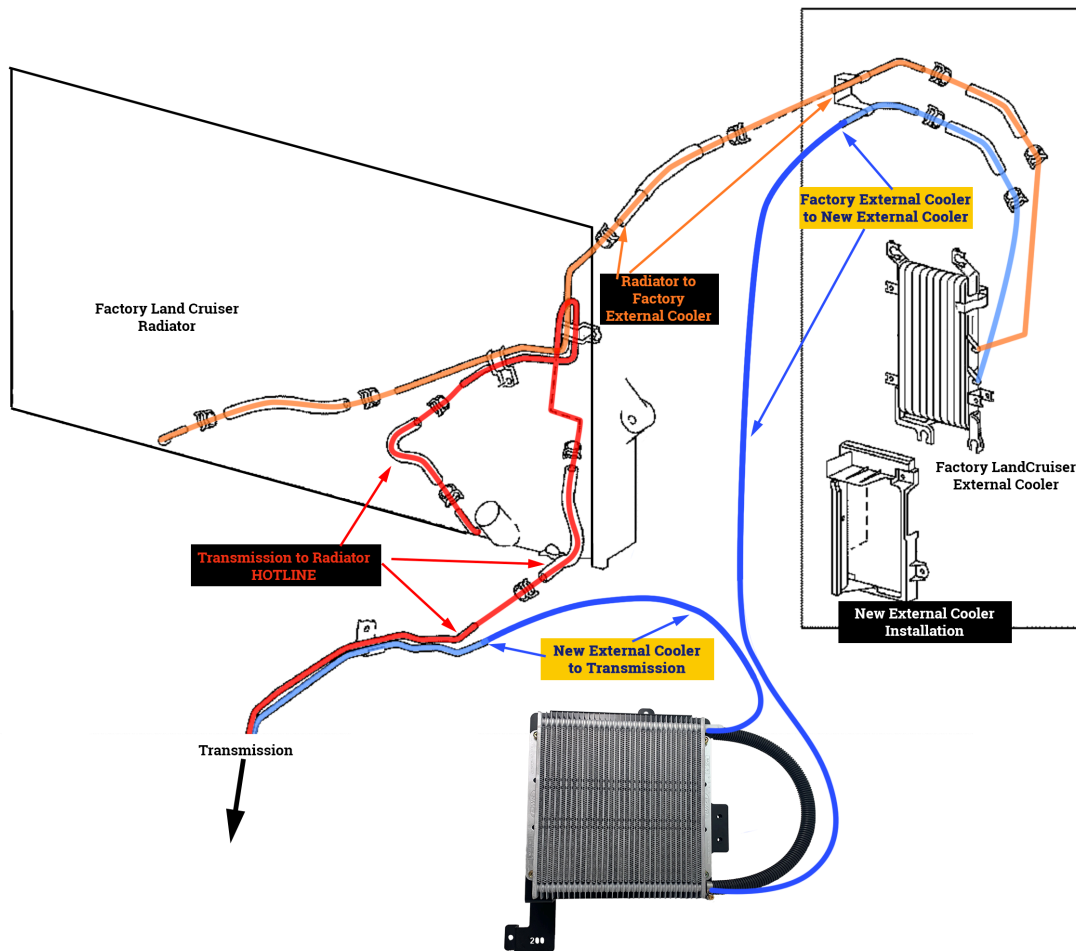 Factory External Cooler
to New External Cooler
Radiator to
Factory
External Cooler
Factory Land Cruiser
Radiator
Factory LandCruiser
External Cooler
Transmission to Radiator
HOTLINE
New External Cooler
Installation
New External Cooler
to Transmission
Transmission
200